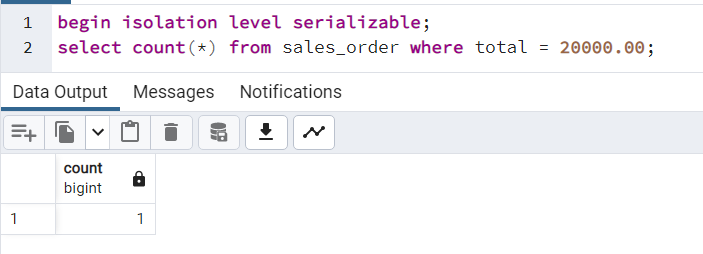 1 begin isolation level serializable;
2 select count(*) from sales_order where total = 20000.00;
Data Output Messages Notifications
count
bigint
1 1